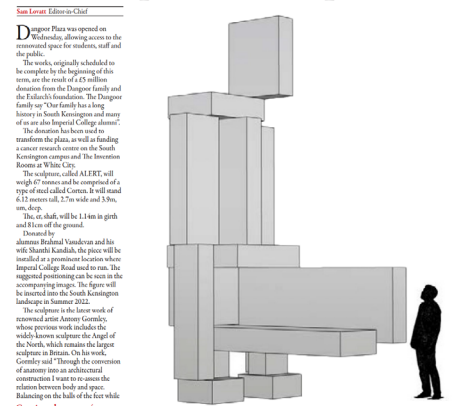 Sam Lovatt Editor-in-Chief
Dangoor Plaza was opened on
Wednesday, allowing access to the
rennovated space for students, staff and
the public.
The works, originally scheduled to
be complete by the beginning of this
term, are the result of a £5 million
donation from the Dangoor family and
the Exilarch's foundation. The Dangoor
family say "Our family has a long
history in South Kensington and many
of us are also Imperial College alumni".
The donation has been used to
transform the plaza, as well as funding
a cancer research centre on the South
Kensington campus and The Invention
Rooms at White City.
The sculpture, called ALERT, will
weigh 67 tonnes and be comprised of a
type of steel called Corten. It will stand
6.12 meters tall, 2.7m wide and 3.9m,
um, deep.
The, er, shaft, will be 1.14m in girth
and 81cm off the ground.
Donated by
alumnus Brahmal Vasudevan and his
wife Shanthi Kandiah, the piece will be
installed at a prominent location where
Imperal College Road used to run. The
suggested positioning can be seen in the
accompanying images. The figure will
be inserted into the South Kensington
landscape in Summer 2022.
The sculpture is the latest work of
renowned artist Antony Gormley,
whose previous work includes the
widely-known sculpture the Angel of
the North, which remains the largest
sculpture in Britain. On his work,
Gormley said "Through the conversion
of anatomy into an architectural
construction I want to re-assess the
relation between body and space.
Balancing on the balls of the feet while